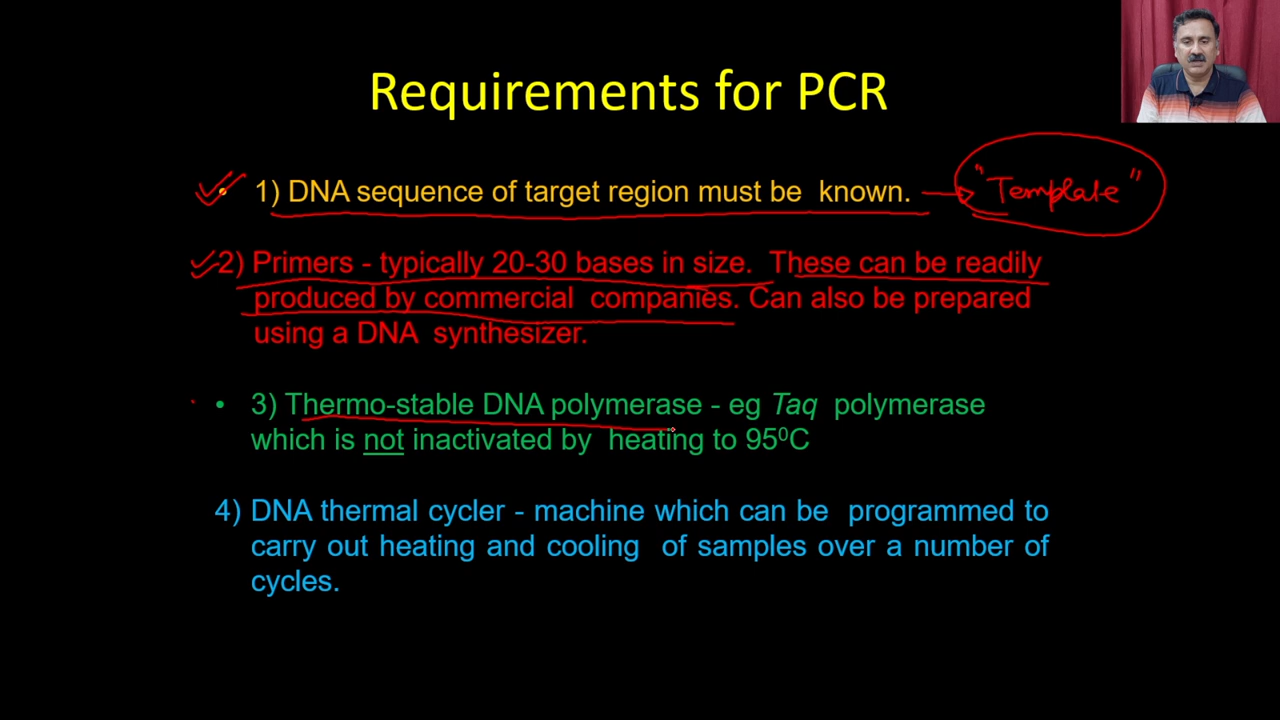 Requirements for PCR
• 1) DNA sequence of target region must be known. → "Template"
2) Primers - typically 20-30 bases in size. These can be readily
produced by commercial companies. Can also be prepared
using a DNA synthesizer.
• 3) Thermo-stable DNA polymerase - eg Taq polymerase
which is not inactivated by heating to 95⁰C
4) DNA thermal cycler - machine which can be programmed to
carry out heating and cooling of samples over a number of
cycles.